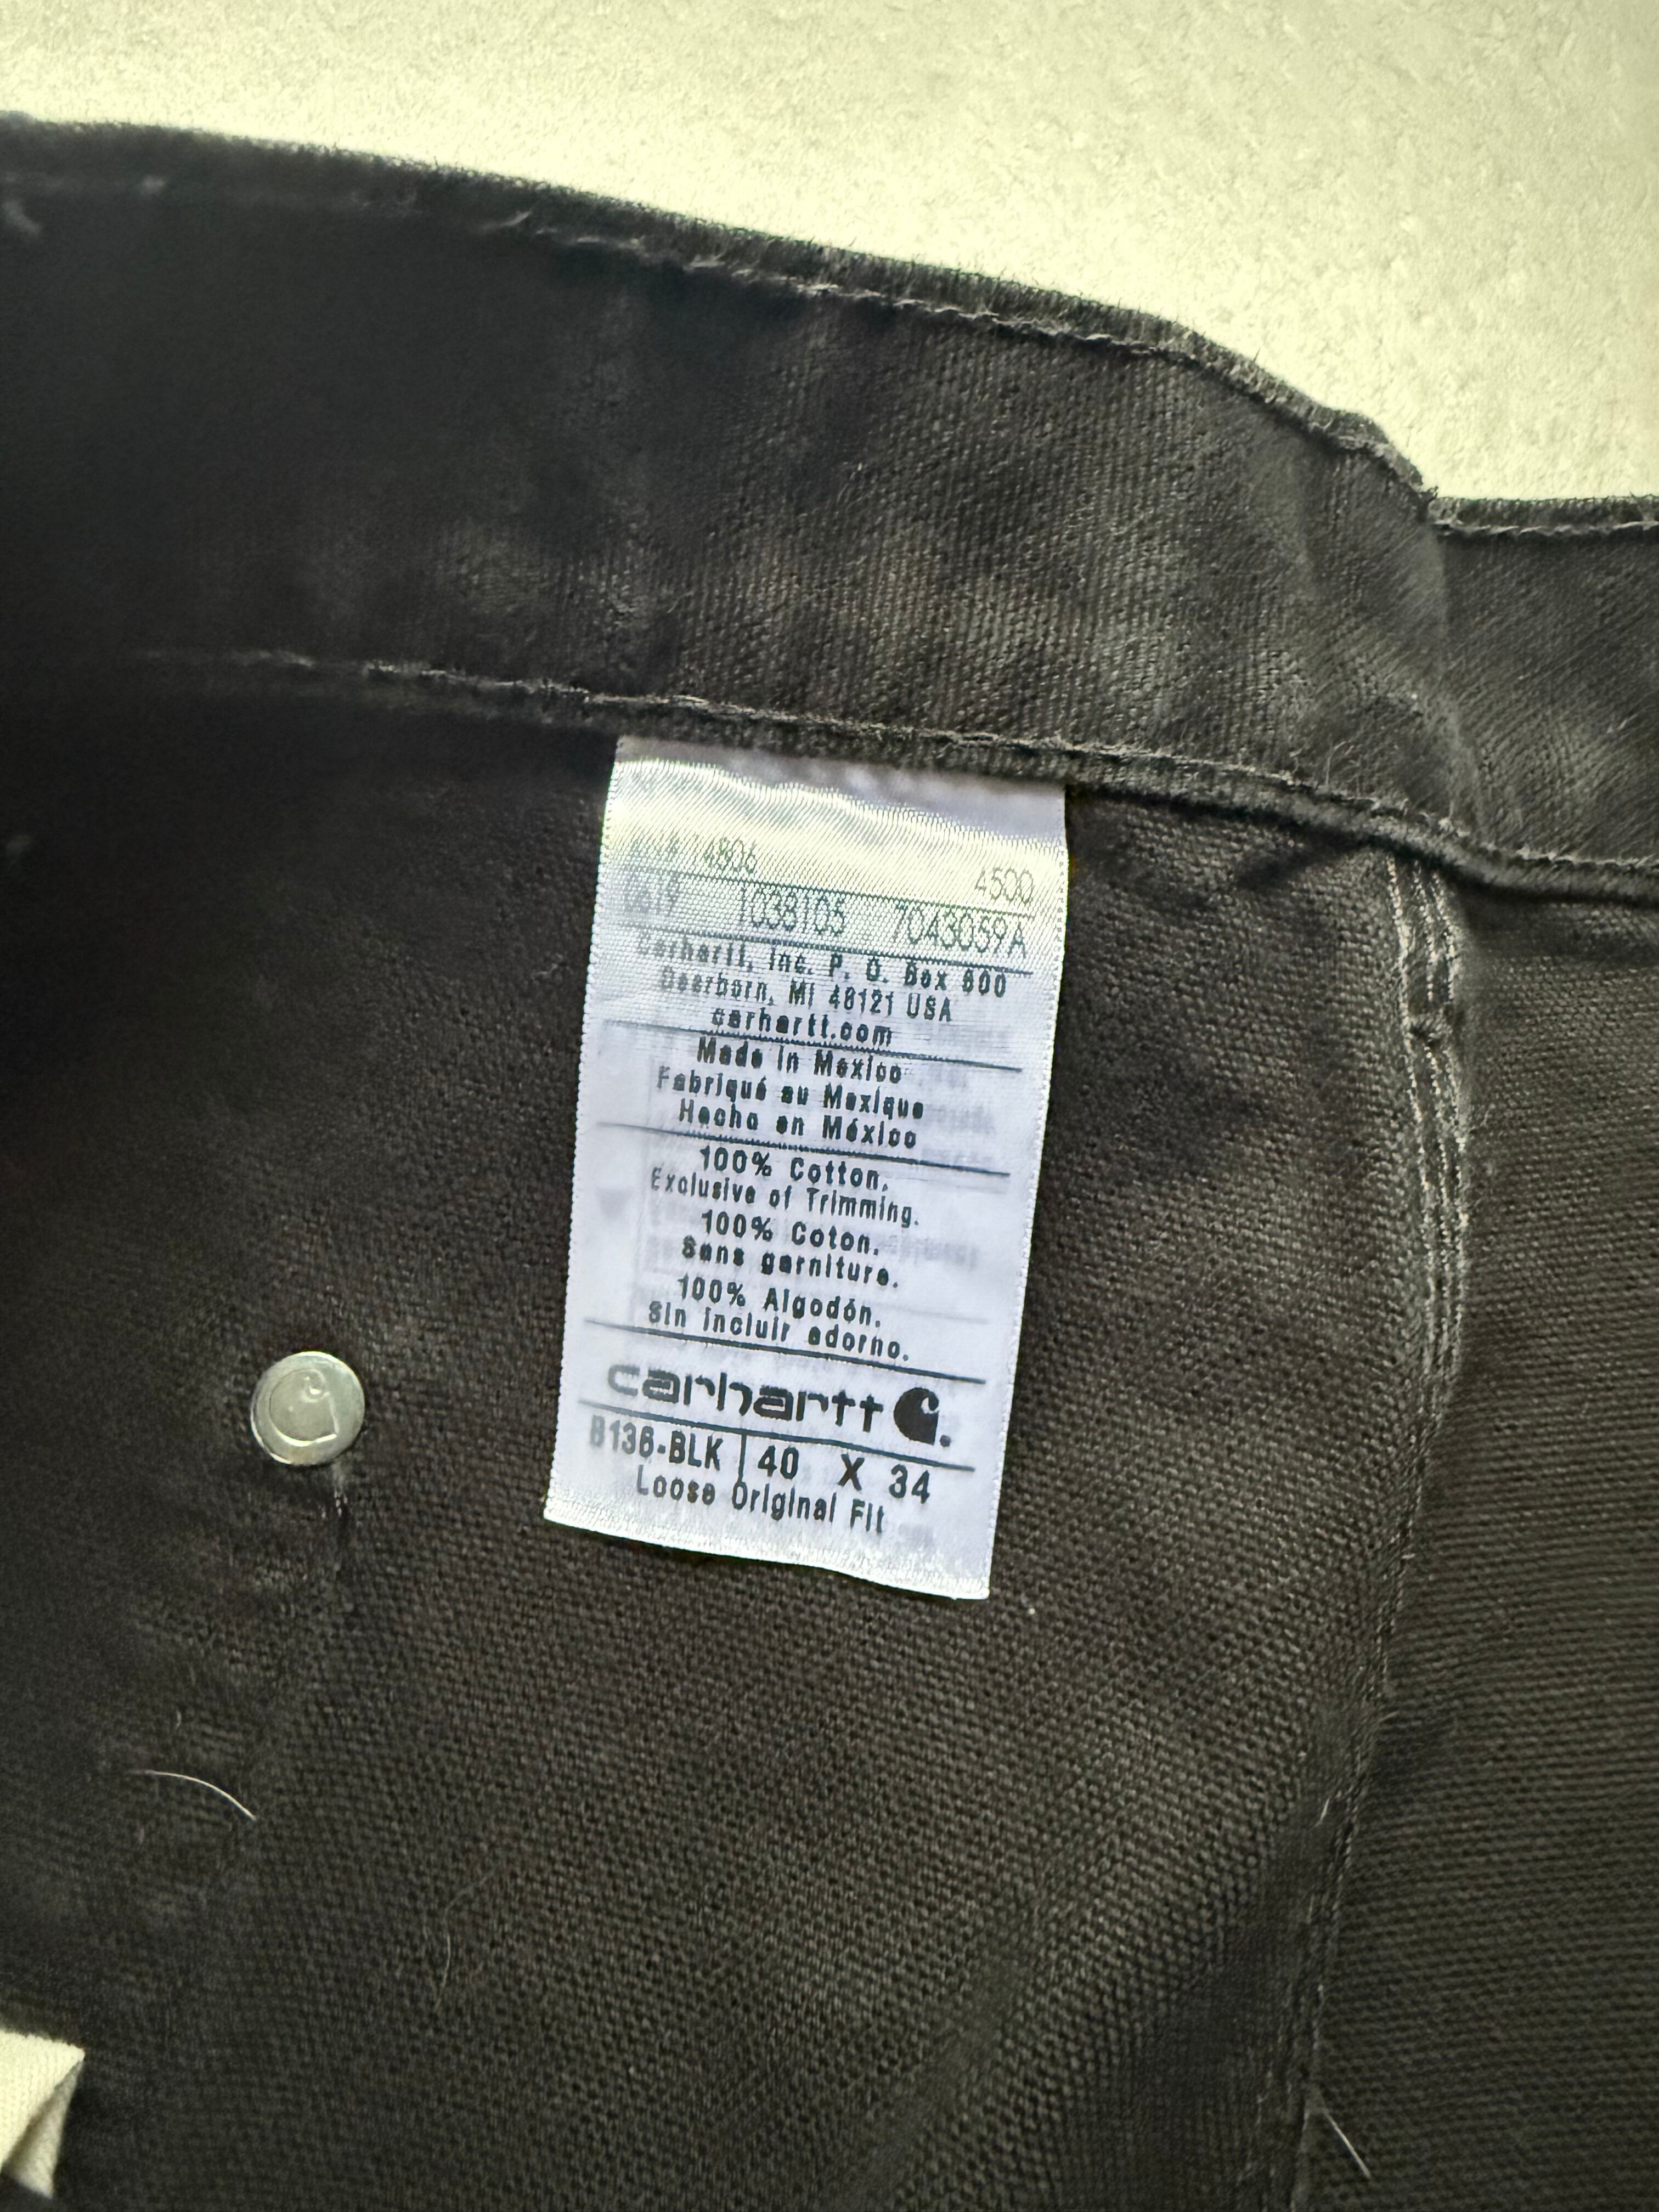 # 14806 4500
0619 1038105 7043059A
Carhartt, Inc. P. O. Box 600
Dearborn, MI 48121 USA
carhartt.com
Made in Mexico
Fabriqué au Mexique
Hecho en México
100% Cotton.
Exclusive of Trimming.
100% Coton.
Sans garniture.
100% Algodón.
Sin incluir adorno.
carhartt
B136-BLK 40 X 34
Loose Original Fit